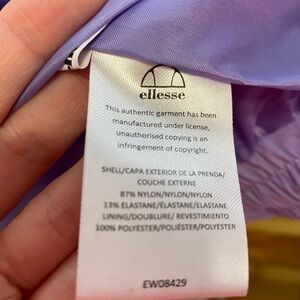 ellesse
This authentic garment has been
manufactured under license,
unauthorised copying is an
infringement of copyright.
SHELL/CAPA EXTERIOR DE LA PRENDA/
COUCHE EXTERNE
87% NYLON/NYLON/NYLON
13% ELASTANE/ELASTANE/ELASTANE
LINING/DOUBLURE/ REVESTIMIENTO
100% POLYESTER/POLIÉSTER/POLYESTER
EW08429